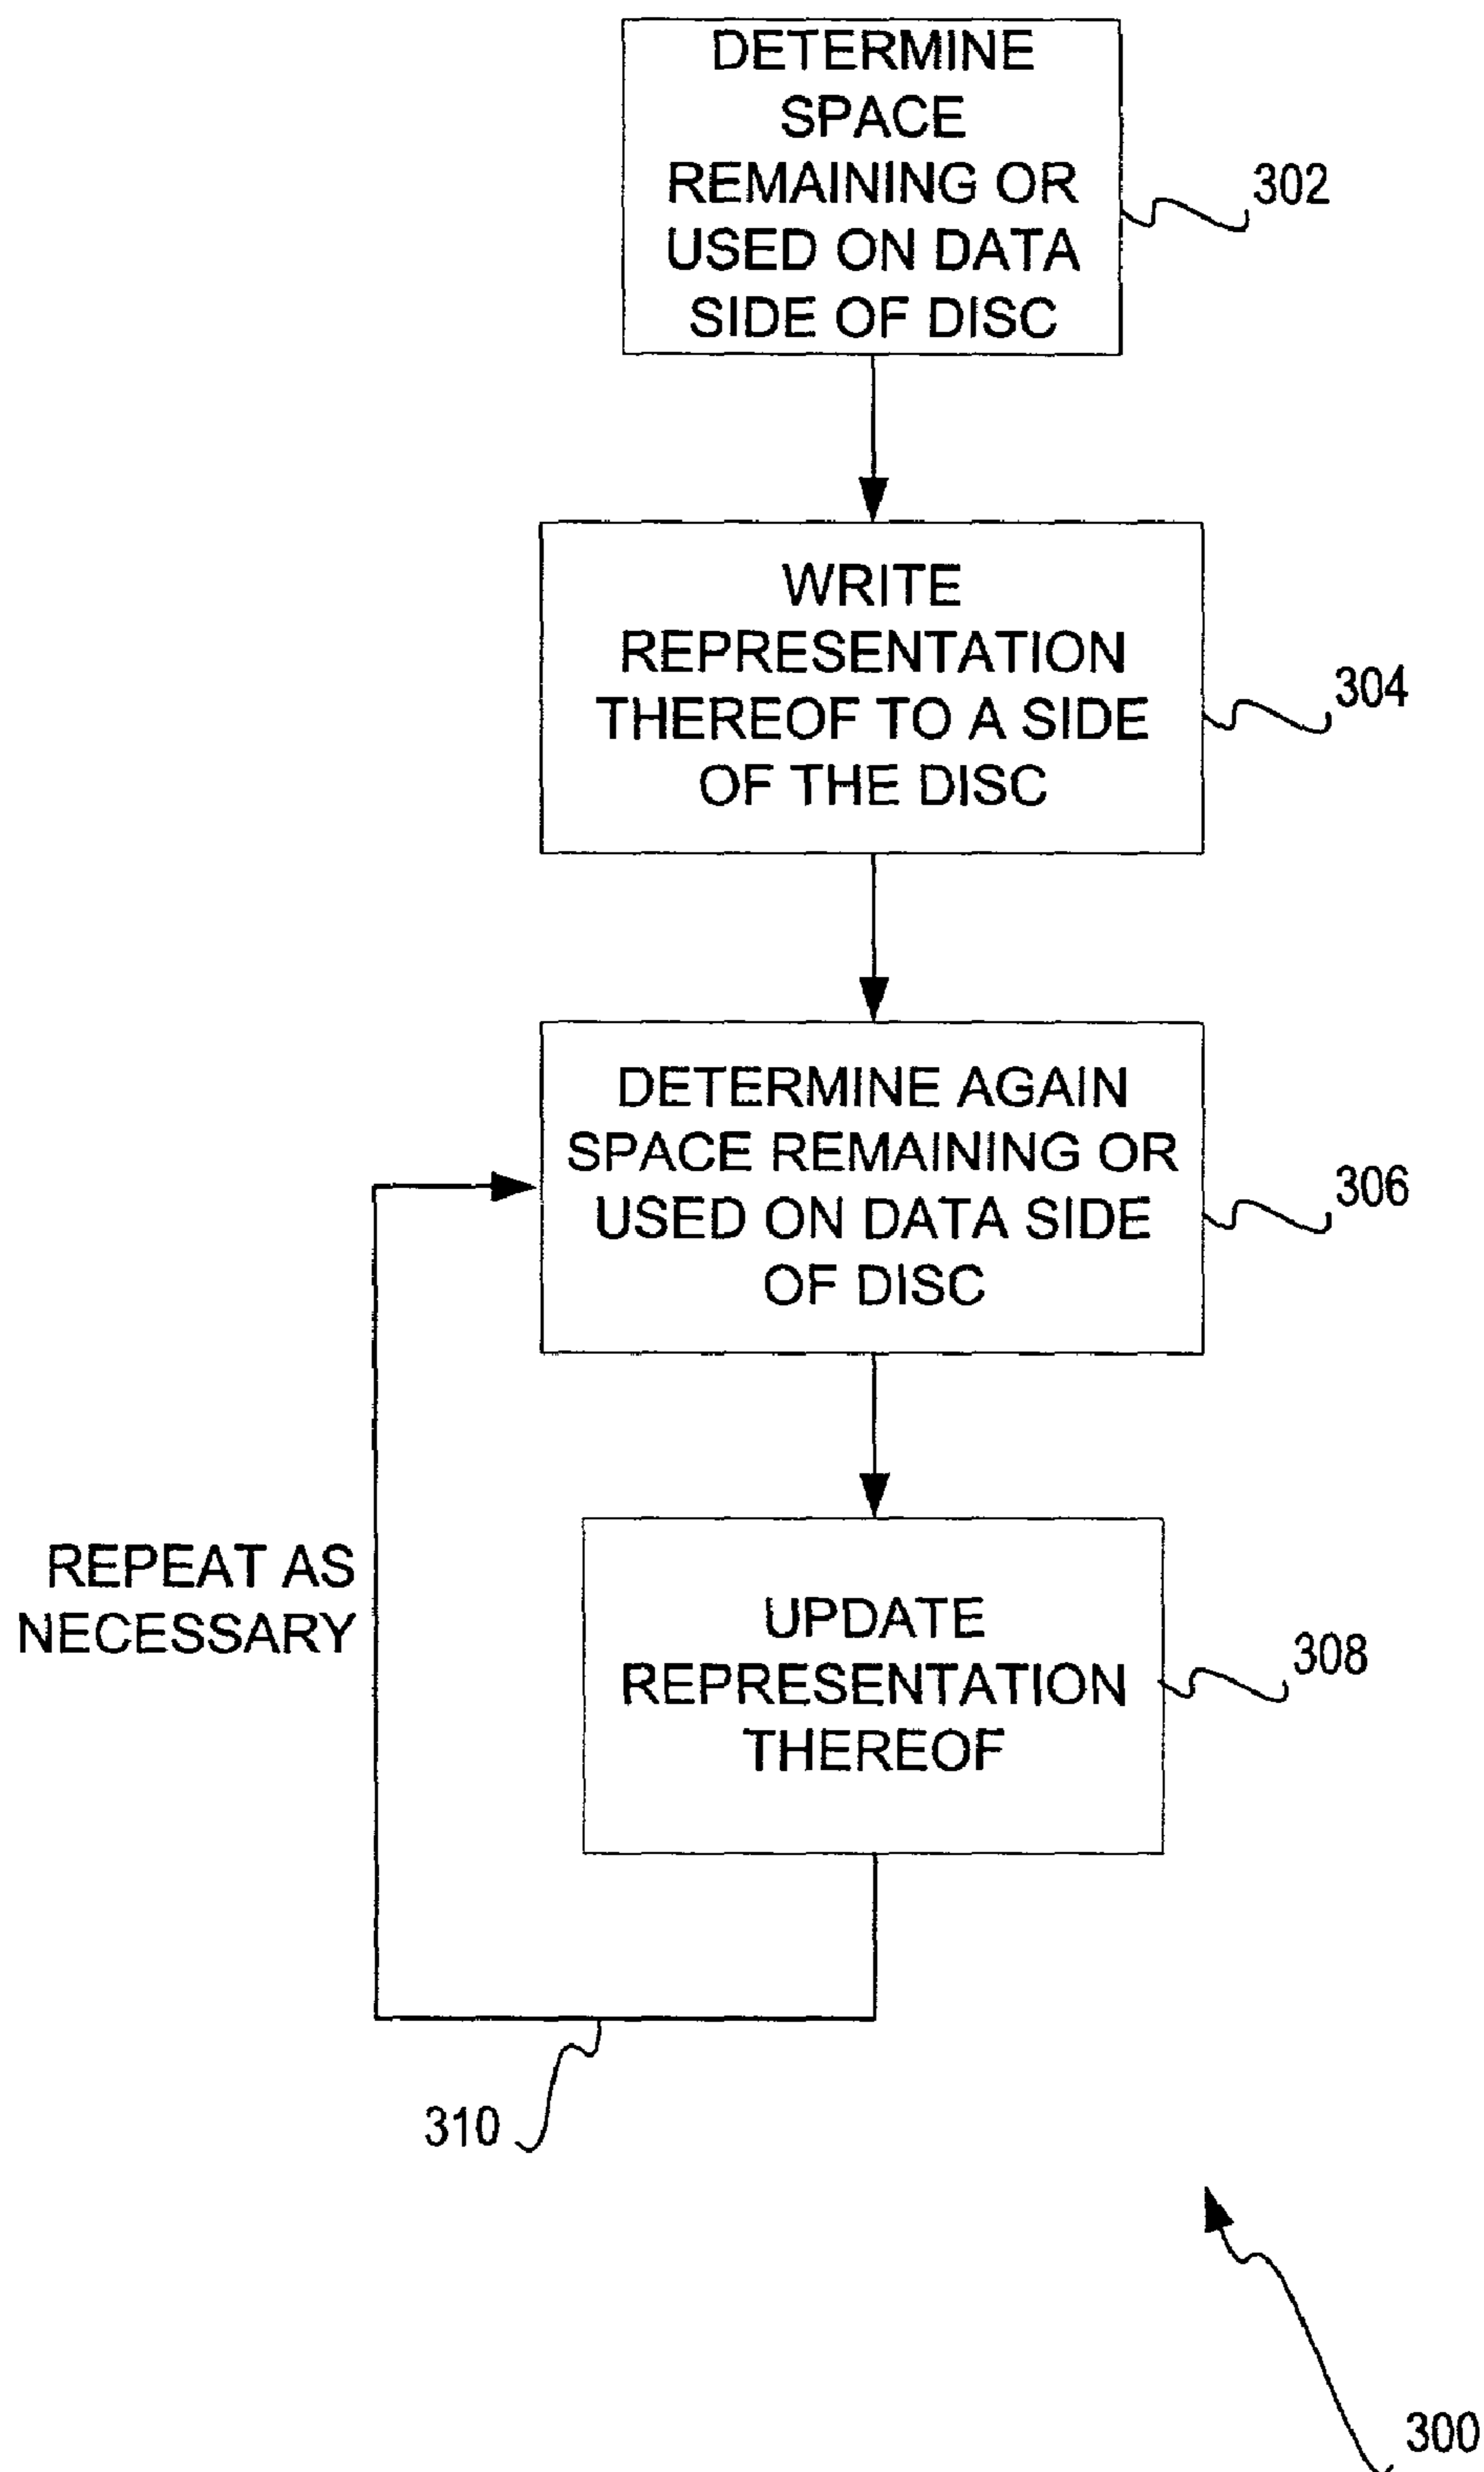 DETERMINE
SPACE
REMAINING OR
USED ON DATA
SIDE OF DISC
302
WRITE
REPRESENTATION
THEREOF TO A SIDE
OF THE DISC
304
DETERMINE AGAIN
SPACE REMAINING OR
USED ON DATA SIDE
OF DISC
306
REPEAT AS
NECESSARY
UPDATE
REPRESENTATION
THEREOF
308
310
300